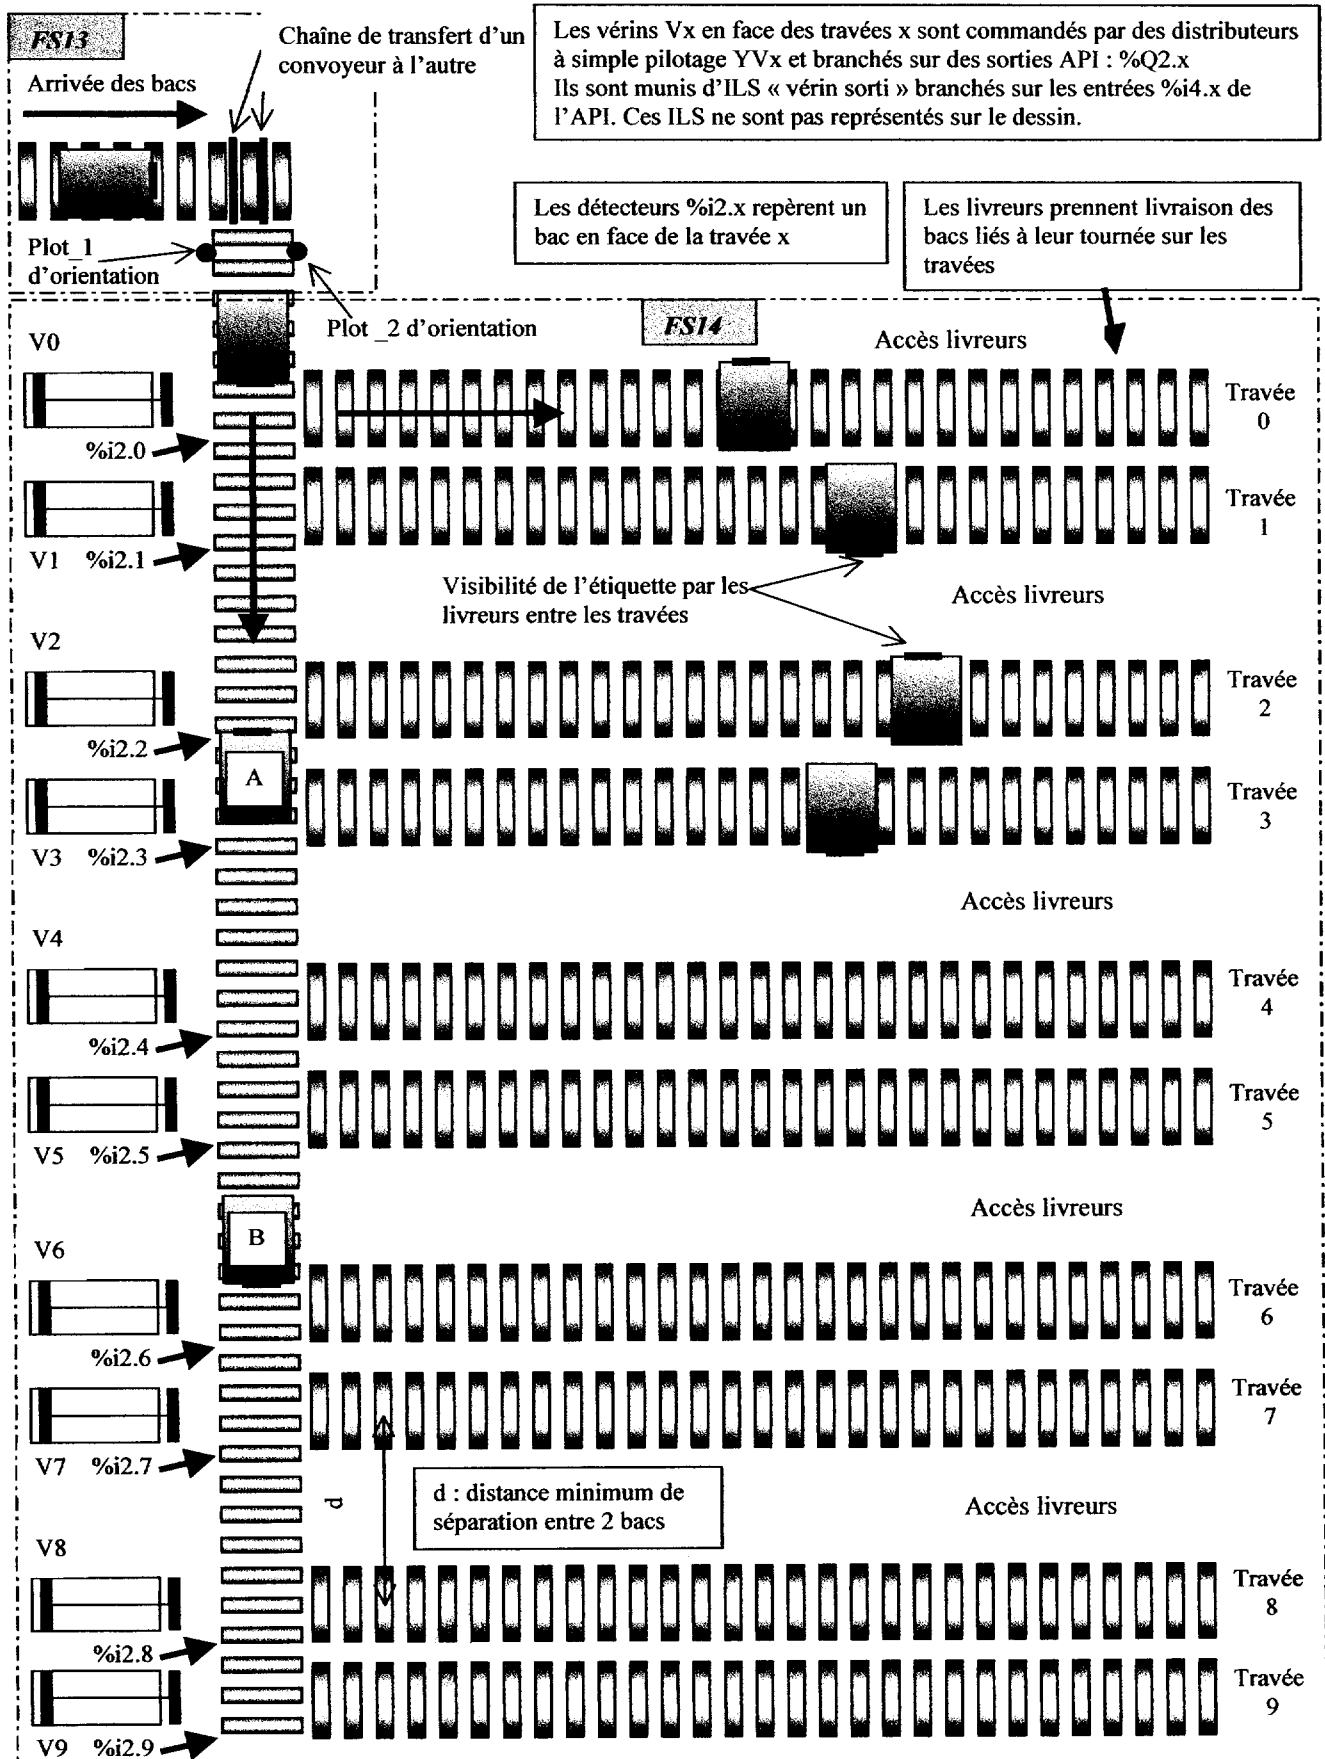 FS13
Chaîne de transfert d'un
convoyeur à l'autre
Arrivée des bacs
Les vérins Vx en face des travées x sont commandés par des distributeurs
à simple pilotage YVx et branchés sur des sorties API : %Q2.x
Ils sont munis d'ILS « vérin sorti » branchés sur les entrées %i4.x de
l'API. Ces ILS ne sont pas représentés sur le dessin.
Les détecteurs %i2.x repèrent un
bac en face de la travée x
Les livreurs prennent livraison des
bacs liés à leur tournée sur les
travées
Plot_1
d'orientation
Plot _2 d'orientation
FS14
Accès livreurs
V0
%i2.0
Travée
0
V1 %i2.1
Travée
1
Visibilité de l'étiquette par les
livreurs entre les travées
Accès livreurs
V2
%i2.2
Travée
2
A
V3 %i2.3
Travée
3
Accès livreurs
V4
%i2.4
Travée
4
V5 %i2.5
Travée
5
Accès livreurs
B
V6
%i2.6
Travée
6
V7 %i2.7
Travée
7
d
d : distance minimum de
séparation entre 2 bacs
Accès livreurs
V8
%i2.8
Travée
8
V9 %i2.9
Travée
9